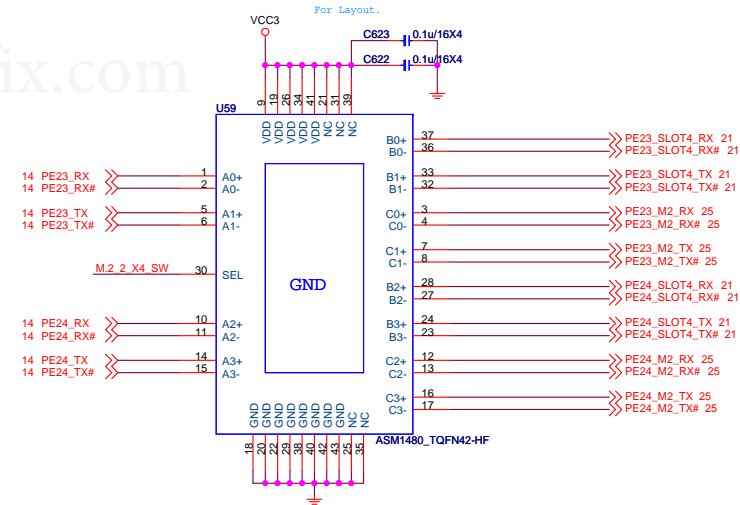 For Layout.
VCC3
C623 0.1u/16X4
C622 0.1u/16X4
ix.com
U59
9 19 26 34 41 21 31 39
VDD VDD VDD VDD VDD NC NC NC
14 PE23_RX 1 A0+
14 PE23_RX# 2 A0-
14 PE23_TX 5 A1+
14 PE23_TX# 6 A1-
M.2_2_X4_SW 30 SEL
14 PE24_RX 10 A2+
14 PE24_RX# 11 A2-
14 PE24_TX 14 A3+
14 PE24_TX# 15 A3-
GND
B0+ 37 PE23_SLOT4_RX 21
B0- 36 PE23_SLOT4_RX# 21
B1+ 33 PE23_SLOT4_TX 21
B1- 32 PE23_SLOT4_TX# 21
C0+ 3 PE23_M2_RX 25
C0- 4 PE23_M2_RX# 25
C1+ 7 PE23_M2_TX 25
C1- 8 PE23_M2_TX# 25
B2+ 28 PE24_SLOT4_RX 21
B2- 27 PE24_SLOT4_RX# 21
B3+ 24 PE24_SLOT4_TX 21
B3- 23 PE24_SLOT4_TX# 21
C2+ 12 PE24_M2_RX 25
C2- 13 PE24_M2_RX# 25
C3+ 16 PE24_M2_TX 25
C3- 17 PE24_M2_TX# 25
GND GND GND GND GND GND GND GND NC NC
ASM1480_TQFN42-HF
18 20 22 29 38 40 42 43 25 35